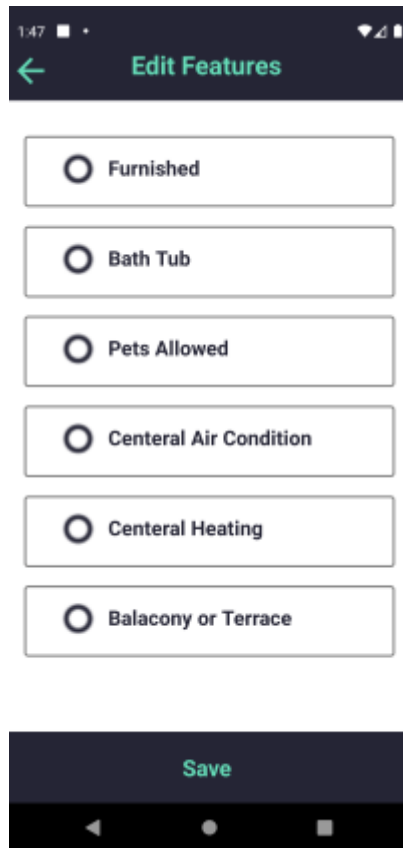 1:47
Edit Features
Furnished
Bath Tub
Pets Allowed
Centeral Air Condition
Centeral Heating
Balacony or Terrace
Save